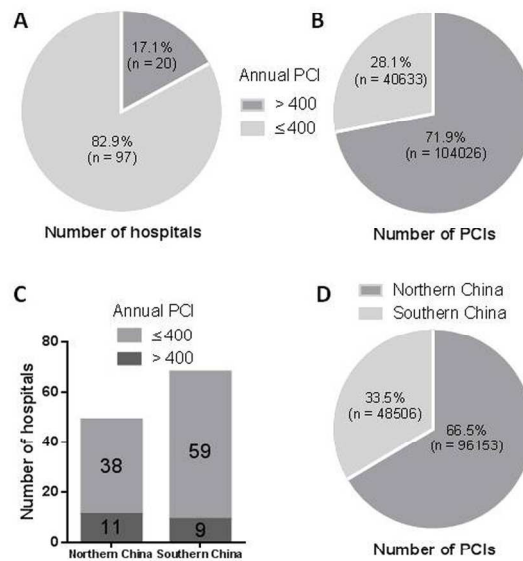 A
17.1%
(n = 20)
82.9%
(n = 97)
Number of hospitals
Annual PCI
> 400
≤400
B
28.1%
(n = 40633)
71.9%
(n = 104026)
Number of PCIs
C
Annual PCI
≤400
> 400
Number of hospitals
80
60
40
20
0
38
11
59
9
Northern China
Southern China
D
Northern China
Southern China
33.5%
(n = 48506)
66.5%
(n = 96153)
Number of PCIs